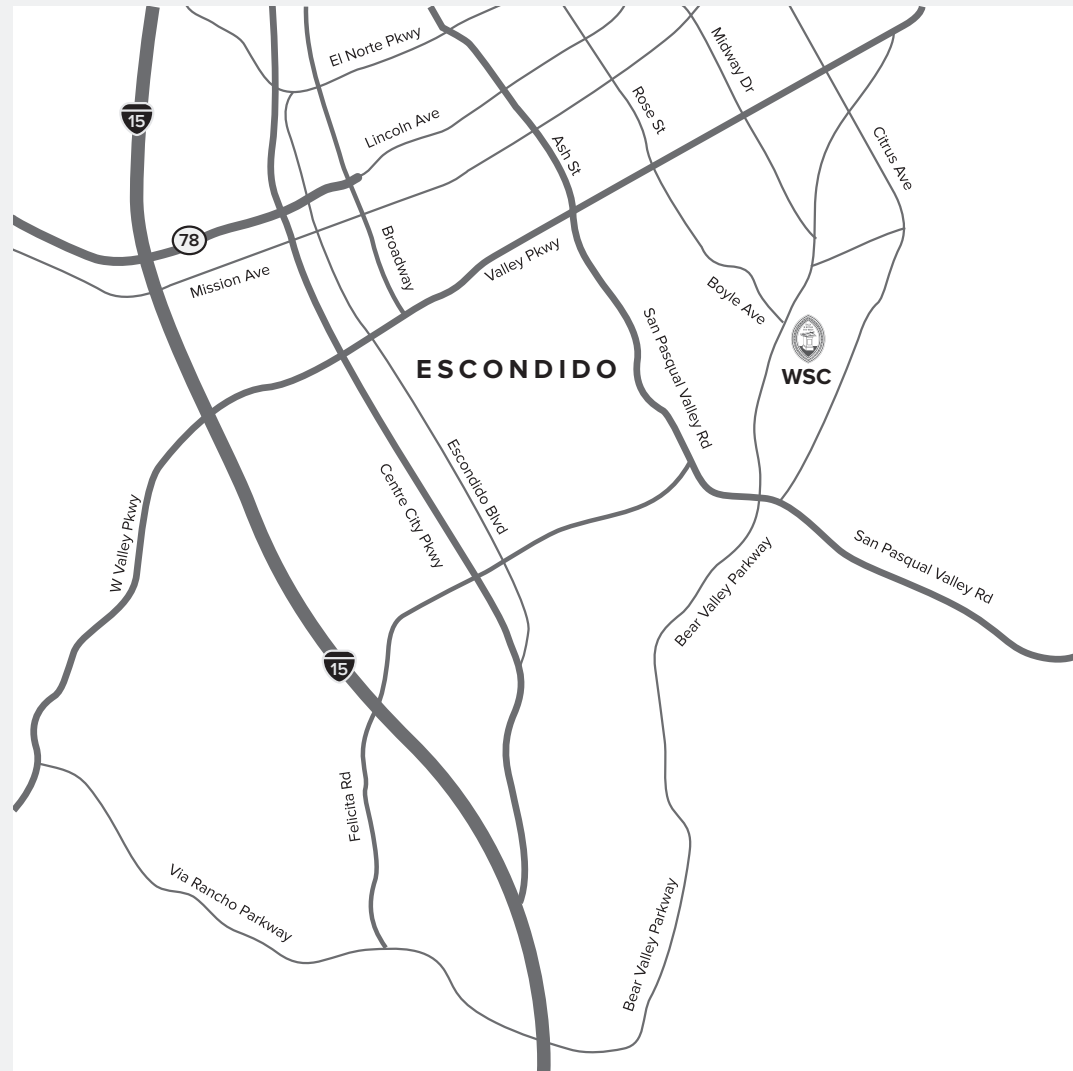 El Norte Pkwy
Midway Dr
15
Rose St
Lincoln Ave
Ash St
Citrus Ave
78
Broadway
Valley Pkwy
Mission Ave
Boyle Ave
San Pasqual Valley Rd
ESCONDIDO
WSC
Escondido Blvd
Centre City Pkwy
W Valley Pkwy
San Pasqual Valley Rd
Bear Valley Parkway
15
Felicita Rd
Via Rancho Parkway
Bear Valley Parkway